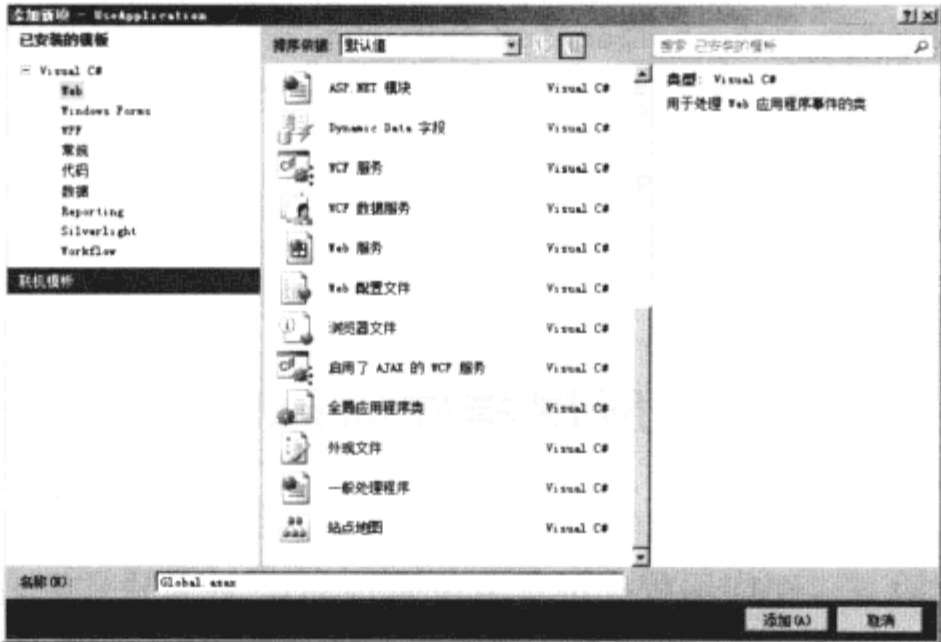 添加新项 - UseApplication
已安装的模板
排序依据: 默认值
搜索 已安装的模板
Visual C#
Web
Windows Forms
WPF
常规
代码
数据
Reporting
Silverlight
Workflow
联机模板
ASP.NET 模块 Visual C#
Dynamic Data 字段 Visual C#
WCF 服务 Visual C#
WCF 数据服务 Visual C#
Web 服务 Visual C#
Web 配置文件 Visual C#
浏览器文件 Visual C#
启用了 AJAX 的 WCF 服务 Visual C#
全局应用程序类 Visual C#
外观文件 Visual C#
一般处理程序 Visual C#
站点地图 Visual C#
类型: Visual C#
用于处理 Web 应用程序事件的类
名称(N): Global.asax
添加(A)
取消